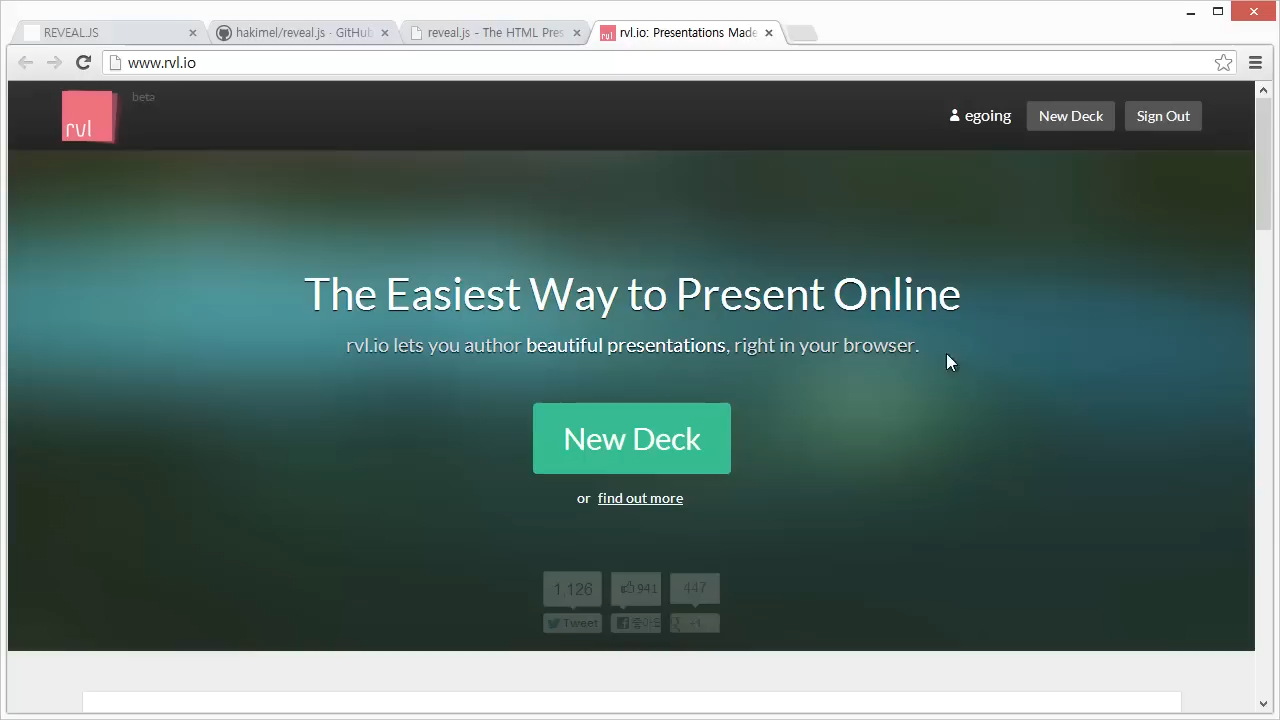 REVEAL.JS
hakimel/reveal.js · GitHub
reveal.js - The HTML Pres
rvl.io: Presentations Made
www.rvl.io
rvl
beta
egoing
New Deck
Sign Out
The Easiest Way to Present Online
rvl.io lets you author beautiful presentations, right in your browser.
New Deck
or find out more
1,126
941
447
Tweet
+1